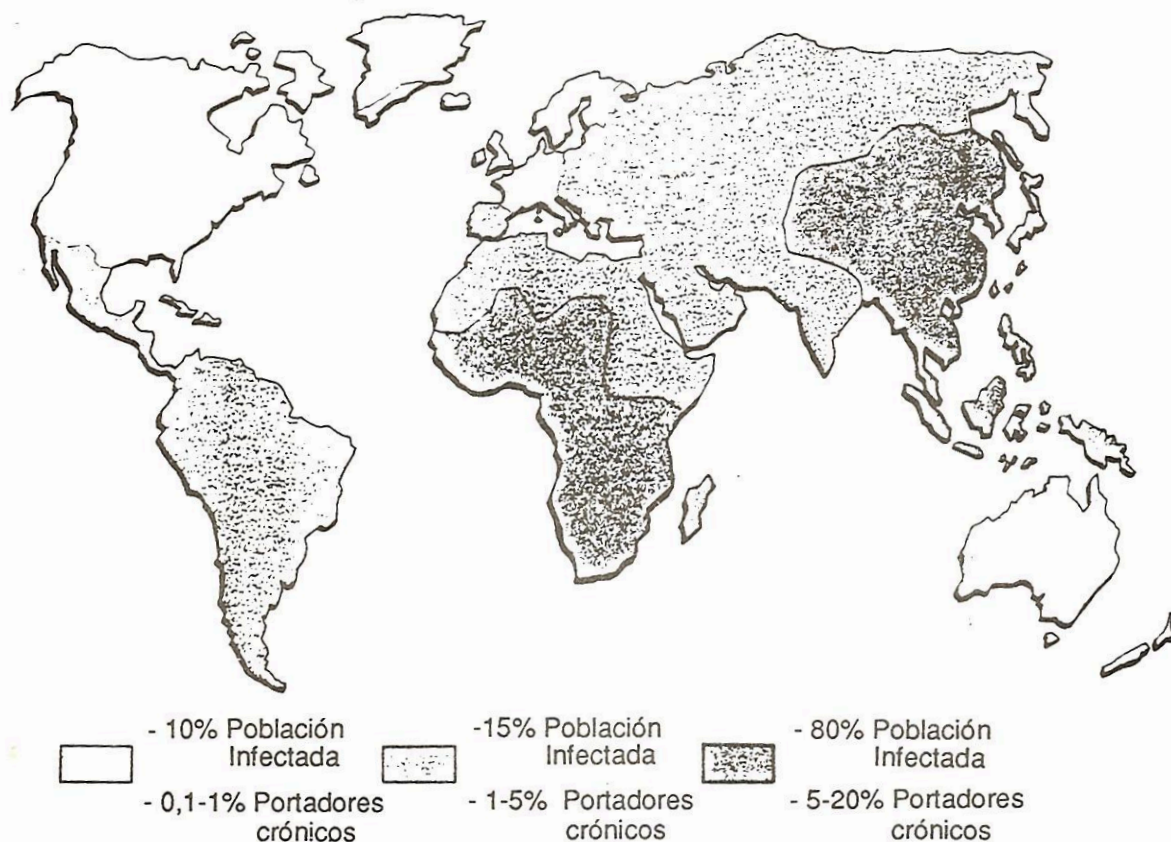 - 10% Población
Infectada
- 0,1-1% Portadores
crónicos
-15% Población
Infectada
- 1-5% Portadores
crónicos
- 80% Población
Infectada
- 5-20% Portadores
crónicos